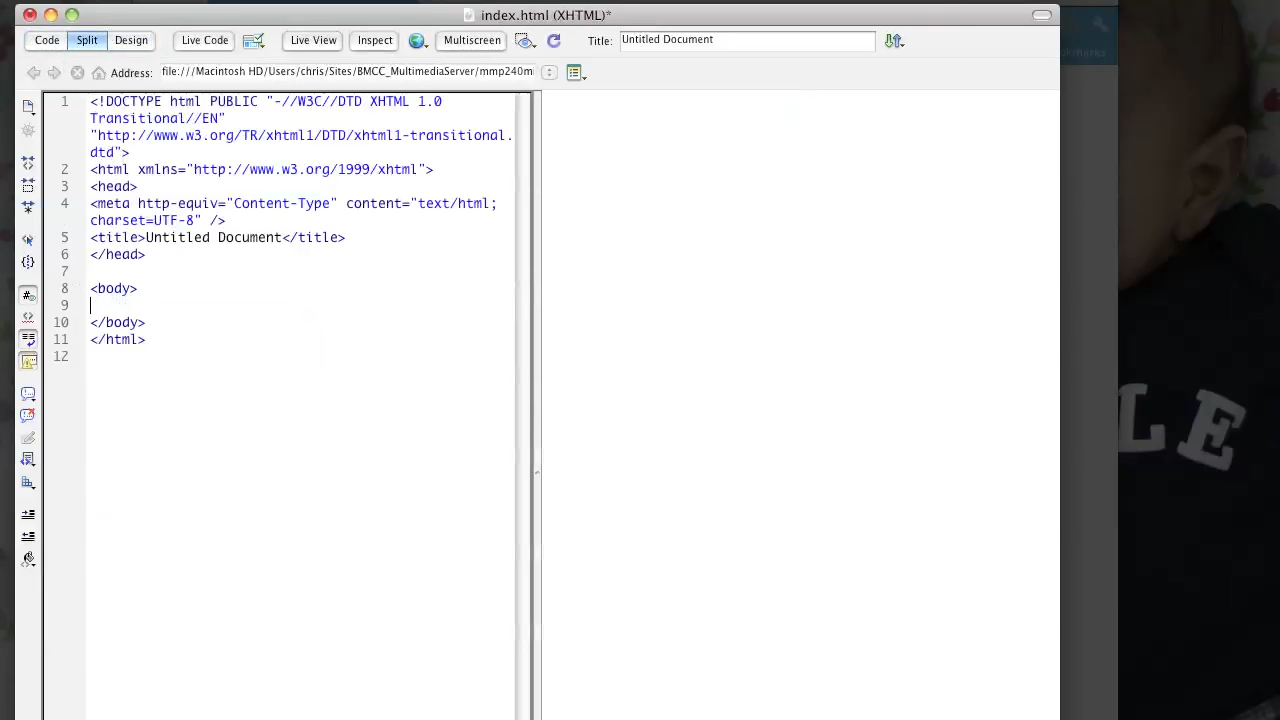 index.html (XHTML)*
Code Split Design Live Code Live View Inspect Multiscreen Title: Untitled Document
Address: file:///Macintosh HD/Users/chris/Sites/BMCC_MultimediaServer/mmp240m
1 <!DOCTYPE html PUBLIC "-//W3C//DTD XHTML 1.0
Transitional//EN"
"http://www.w3.org/TR/xhtml1/DTD/xhtml1-transitional.
dtd">
2 <html xmlns="http://www.w3.org/1999/xhtml">
3 <head>
4 <meta http-equiv="Content-Type" content="text/html;
charset=UTF-8" />
5 <title>Untitled Document</title>
6 </head>
7
8 <body>
9
10 </body>
11 </html>
12
LE